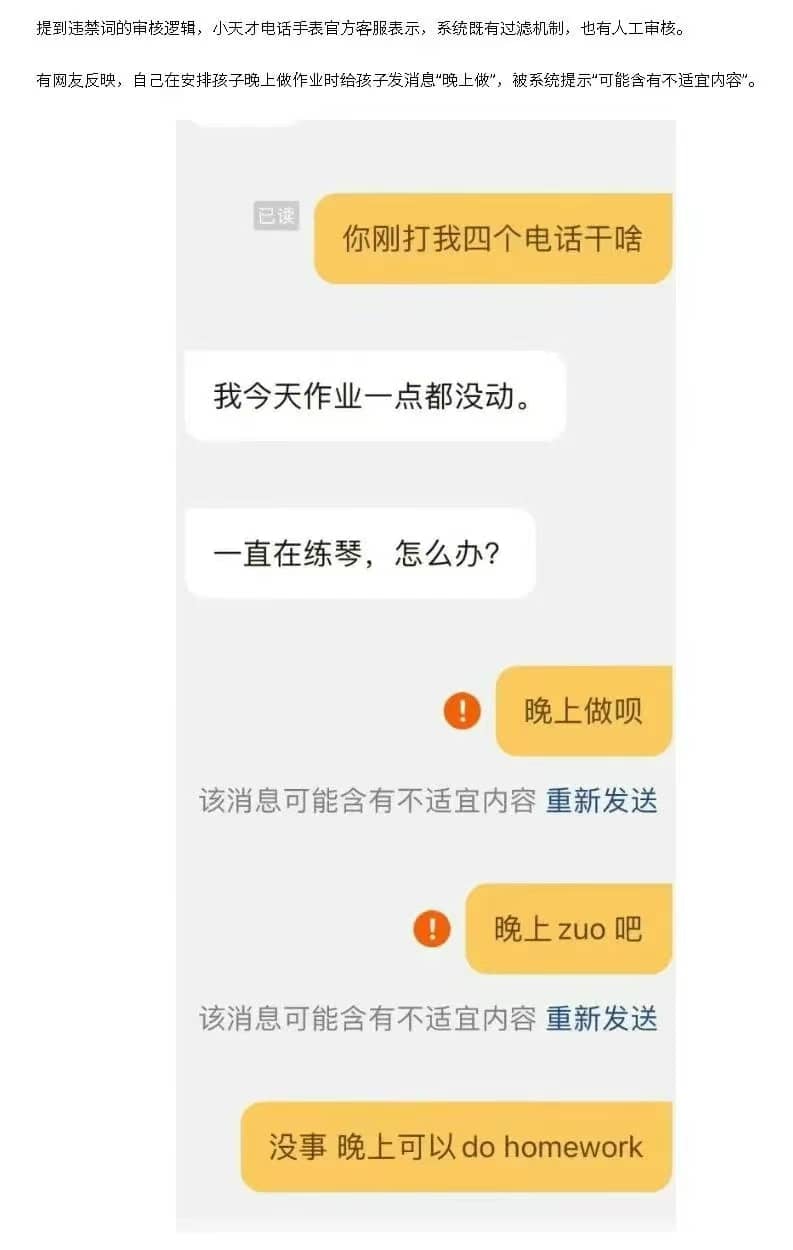 提到违禁词的审核逻辑，小天才电话手表官方客服表示，系统既有过滤机制，也有人工审核。
有网友反映，自己在安排孩子晚上做作业时给孩子发消息“晚上做”，被系统提示“可能含有不适宜内容”。
已读
你刚打我四个电话干啥
我今天作业一点都没动。
一直在练琴，怎么办？
晚上做呗
该消息可能含有不适宜内容 重新发送
晚上 zuo 吧
该消息可能含有不适宜内容 重新发送
没事 晚上可以 do homework